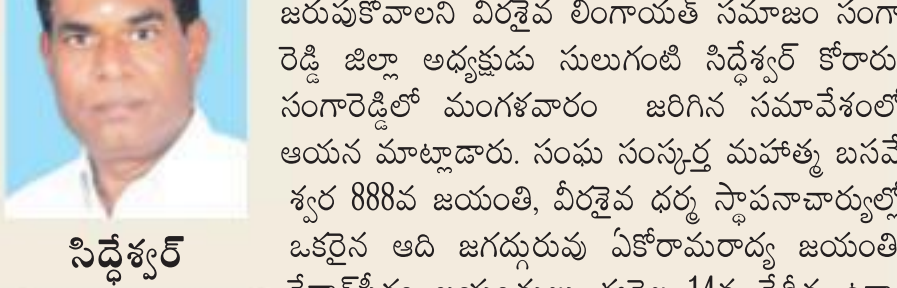 జరుపుకోవాలని వీరశైవ లింగాయత్ సమాజం సంగా
రెడ్డి జిల్లా అధ్యక్షుడు సులుగంటి సిద్ధేశ్వర్ కోరారు
సంగారెడ్డిలో మంగళవారం జరిగిన సమావేశంలో
ఆయన మాట్లాడారు. సంఘ సంస్కర్త మహాత్మ బసవే
శ్వర 888వ జయంతి, వీరశైవ ధర్మ స్థాపనాచార్యుల్లో
ఒకరైన ఆది జగద్గురువు ఏకోరామరాద్య జయంతి
సిద్ధేశ్వర్